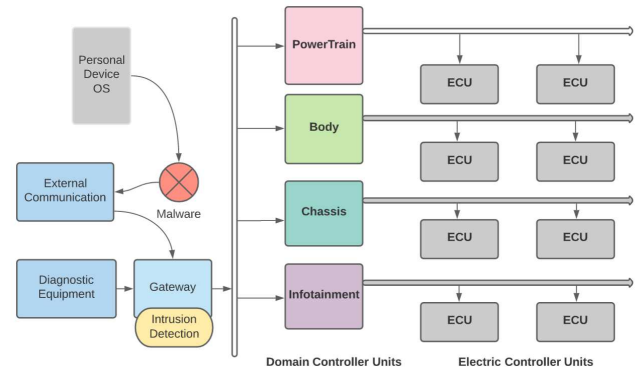 Personal
Device
OS
External
Communication
Malware
Diagnostic
Equipment
Gateway
Intrusion
Detection
PowerTrain
ECU
ECU
Body
ECU
ECU
Chassis
ECU
ECU
Infotainment
ECU
ECU
Domain Controller Units
Electric Controller Units